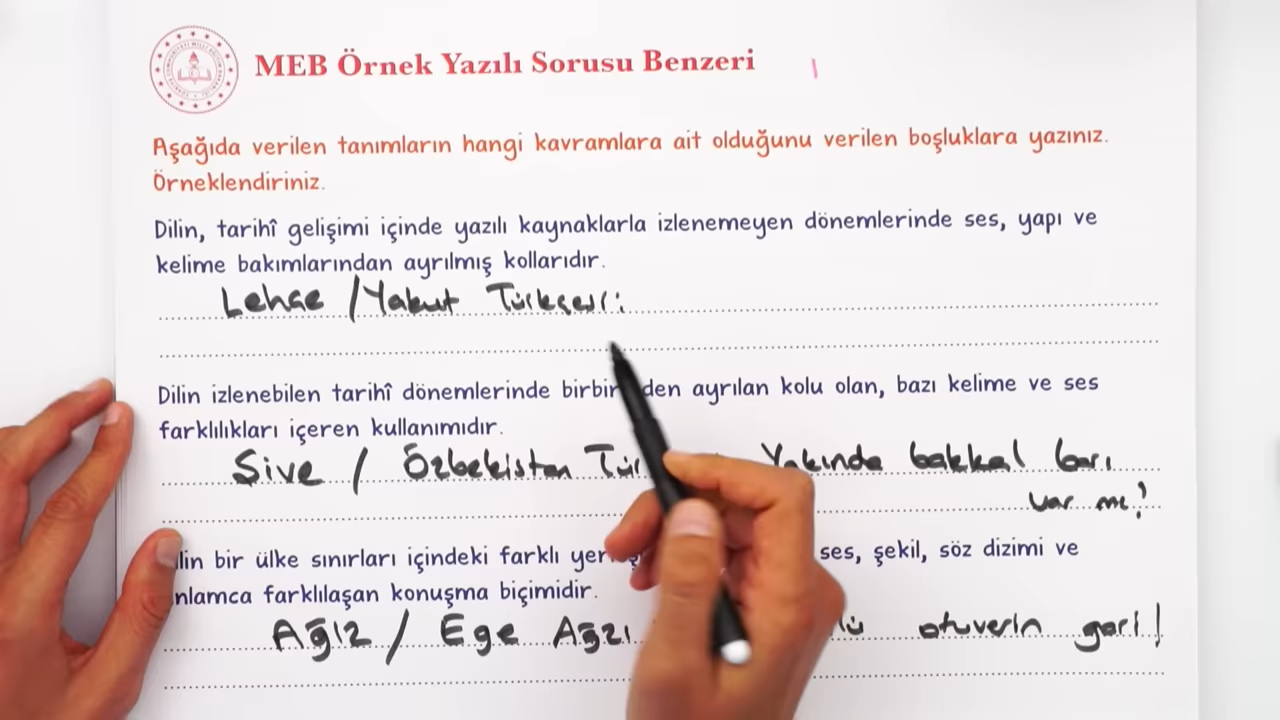 MEB Örnek Yazılı Sorusu Benzeri
Aşağıda verilen tanımların hangi kavramlara ait olduğunu verilen boşluklara yazınız.
Örneklendiriniz.
Dilin, tarihî gelişimi içinde yazılı kaynaklarla izlenemeyen dönemlerinde ses, yapı ve
kelime bakımlarından ayrılmış kollarıdır.
Lehçe / Yakut Türkçesi:
Dilin izlenebilen tarihî dönemlerinde birbir den ayrılan kolu olan, bazı kelime ve ses
farklılıkları içeren kullanımıdır.
Şive / Özbekistan Tür Yakında bakkal barı
var mı?
ilin bir ülke sınırları içindeki farklı yer ses, şekil, söz dizimi ve
nlamca farklılaşan konuşma biçimidir.
Ağız / Ege Ağzı oturverin gari!